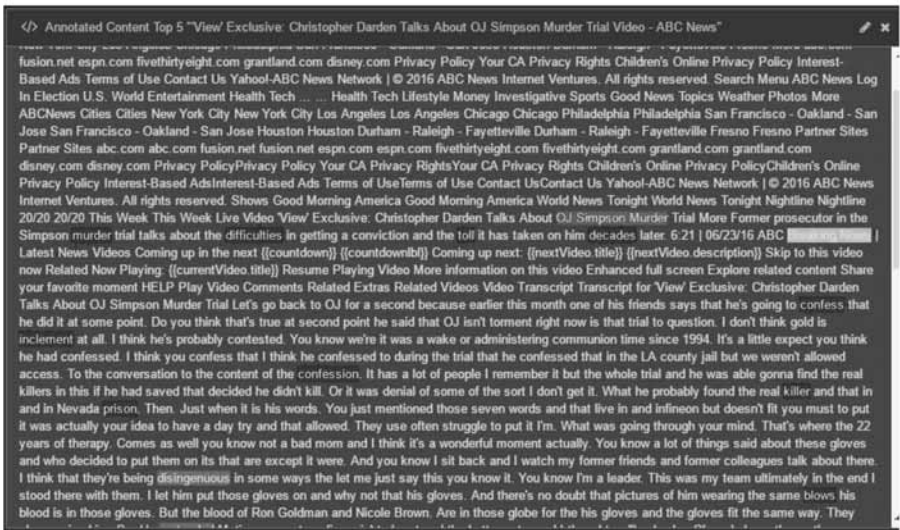 </> Annotated Content Top 5 "'View' Exclusive: Christopher Darden Talks About OJ Simpson Murder Trial Video - ABC News"
fusion.net espn.com fivethirtyeight.com grantland.com disney.com Privacy Policy Your CA Privacy Rights Children's Online Privacy Policy Interest-
Based Ads Terms of Use Contact Us Yahoo!-ABC News Network | © 2016 ABC News Internet Ventures. All rights reserved. Search Menu ABC News Log
In Election U.S. World Entertainment Health Tech ... ... Health Tech Lifestyle Money Investigative Sports Good News Topics Weather Photos More
ABCNews Cities Cities New York City New York City Los Angeles Los Angeles Chicago Chicago Philadelphia Philadelphia San Francisco - Oakland - San
Jose San Francisco - Oakland - San Jose Houston Houston Durham - Raleigh - Fayetteville Durham - Raleigh - Fayetteville Fresno Fresno Partner Sites
Partner Sites abc.com abc.com fusion.net fusion.net espn.com espn.com fivethirtyeight.com fivethirtyeight.com grantland.com grantland.com
disney.com disney.com Privacy PolicyPrivacy Policy Your CA Privacy RightsYour CA Privacy Rights Children's Online Privacy PolicyChildren's Online
Privacy Policy Interest-Based AdsInterest-Based Ads Terms of UseTerms of Use Contact UsContact Us Yahoo!-ABC News Network | © 2016 ABC News
Internet Ventures. All rights reserved. Shows Good Morning America Good Morning America World News Tonight World News Tonight Nightline Nightline
20/20 20/20 This Week This Week Live Video 'View' Exclusive: Christopher Darden Talks About OJ Simpson Murder Trial More Former prosecutor in the
Simpson murder trial talks about the difficulties in getting a conviction and the toll it has taken on him decades later. 6:21 | 06/23/16 ABC Breaking News |
Latest News Videos Coming up in the next {{countdown}} {{countdownlbl}} Coming up next: {{nextVideo.title}} {{nextVideo.description}} Skip to this video
now Related Now Playing: {{currentVideo.title}} Resume Playing Video More information on this video Enhanced full screen Explore related content Share
your favorite moment HELP Play Video Comments Related Extras Related Videos Video Transcript Transcript for 'View' Exclusive: Christopher Darden
Talks About OJ Simpson Murder Trial Let's go back to OJ for a second because earlier this month one of his friends says that he's going to confess that
he did it at some point. Do you think that's true at second point he said that OJ isn't torment right now is that trial to question. I don't think gold is
inclement at all. I think he's probably contested. You know we're it was a wake or administering communion time since 1994. It's a little expect you think
he had confessed. I think you confess that I think he confessed to during the trial that he confessed that in the LA county jail but we weren't allowed
access. To the conversation to the content of the confession. It has a lot of people I remember it but the whole trial and he was able gonna find the real
killers in this if he had saved that decided he didn't kill. Or it was denial of some of the sort I don't get it. What he probably found the real killer and that in
and in Nevada prison. Then. Just when it is his words. You just mentioned those seven words and that live in and infineon but doesn't fit you must to put
it was actually your idea to have a day try and that allowed. They use often struggle to put it I'm. What was going through your mind. That's where the 22
years of therapy. Comes as well you know not a bad mom and I think it's a wonderful moment actually. You know a lot of things said about these gloves
and who decided to put them on its that are except it were. And you know I sit back and I watch my former friends and former colleagues talk about there.
I think that they're being disingenuous in some ways the let me just say this you know it. You know I'm a leader. This was my team ultimately in the end I
stood there with them. I let him put those gloves on and why not that his gloves. And there's no doubt that pictures of him wearing the same blows his
blood is in those gloves. But the blood of Ron Goldman and Nicole Brown. Are in those globe for the his gloves and the gloves fit the same way. They